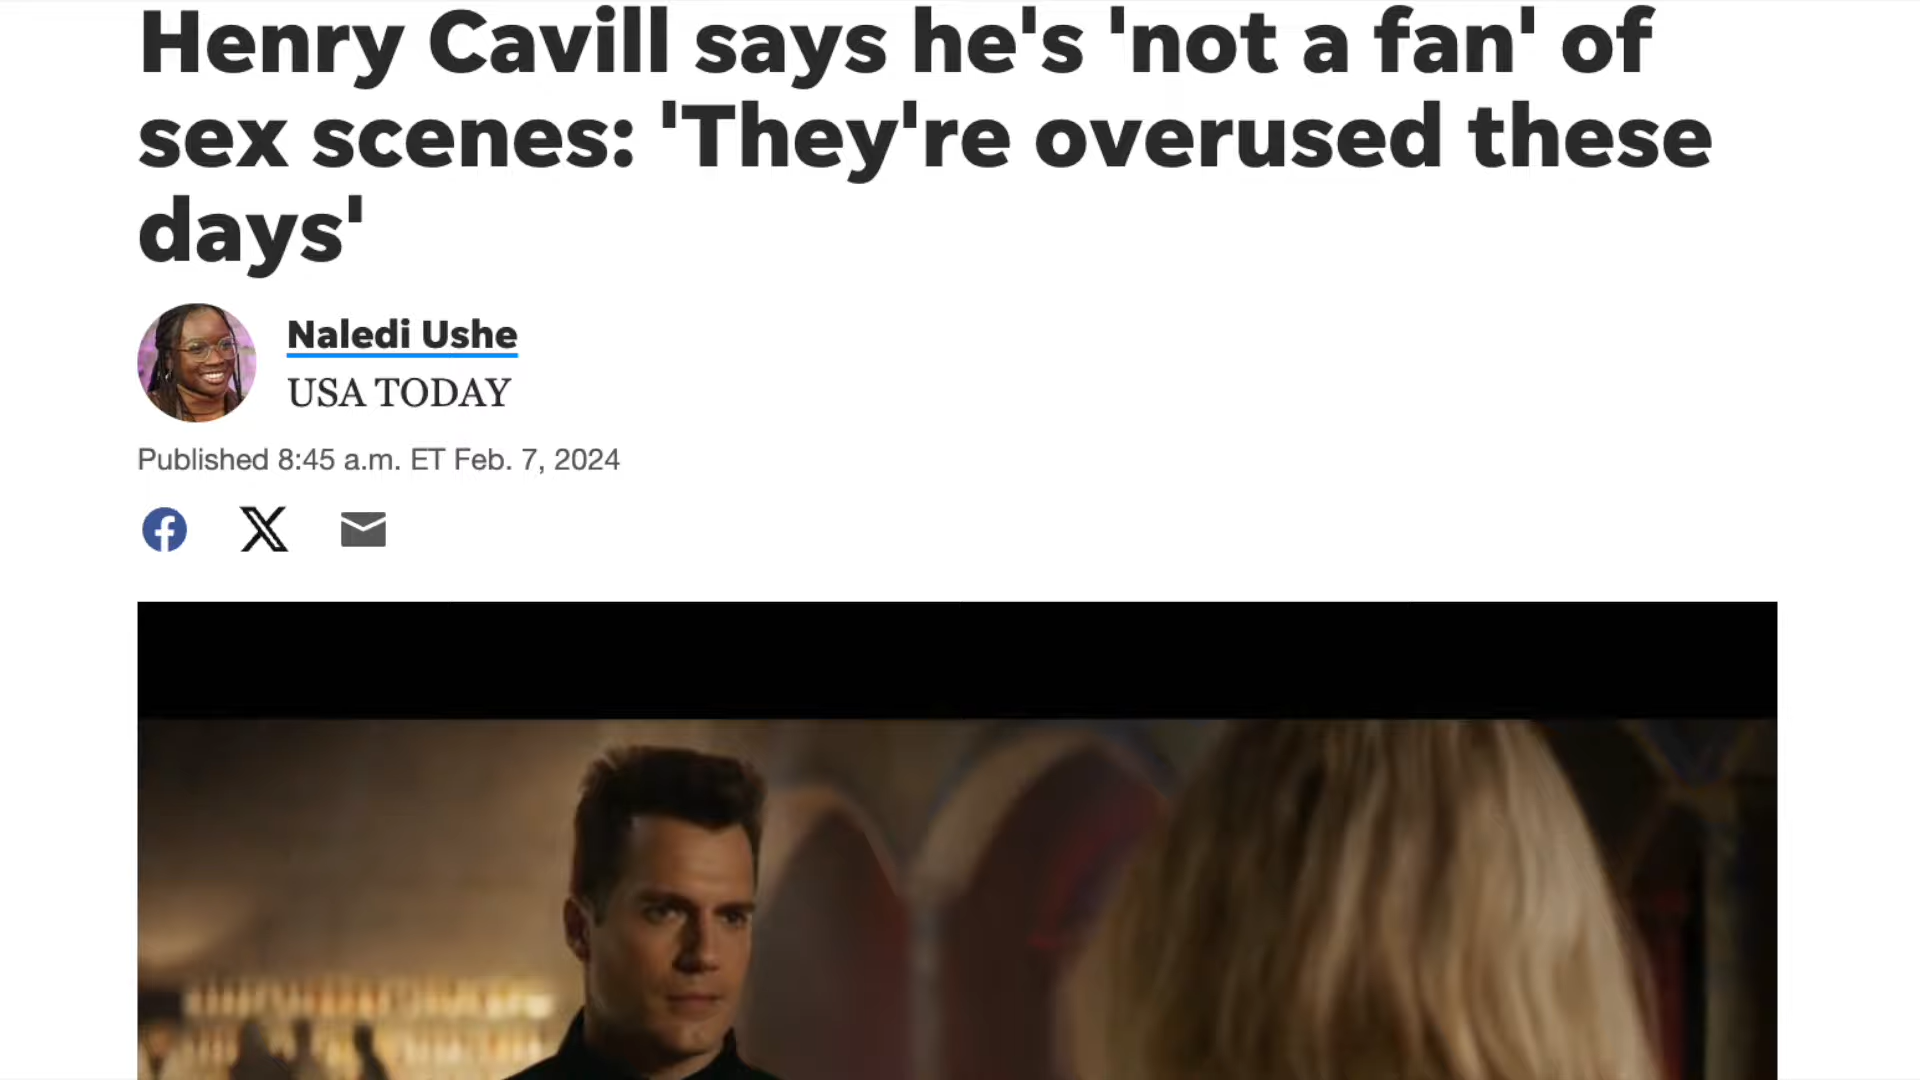 Henry Cavill says he's 'not a fan' of
sex scenes: 'They're overused these
days'
Naledi Ushe
USA TODAY
Published 8:45 a.m. ET Feb. 7, 2024